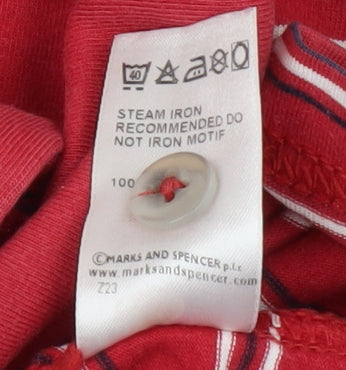 40
STEAM IRON
RECOMMENDED DO
NOT IRON MOTIF
100
©MARKS AND SPENCER p.l.c
www.marksandspencer.com
Z23